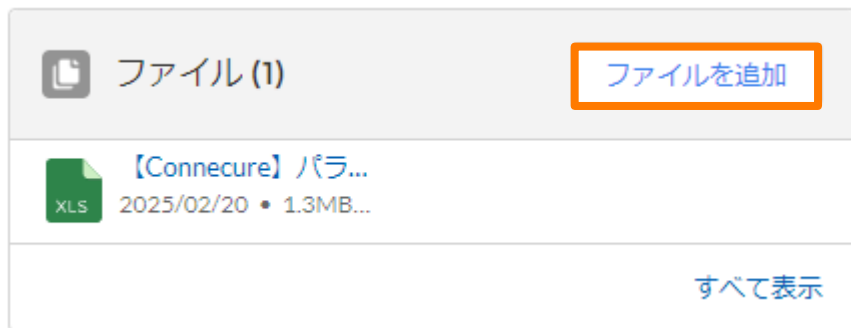 ファイル (1)
ファイルを追加
【Connecure】パラ...
XLS
2025/02/20 • 1.3MB...
すべて表示